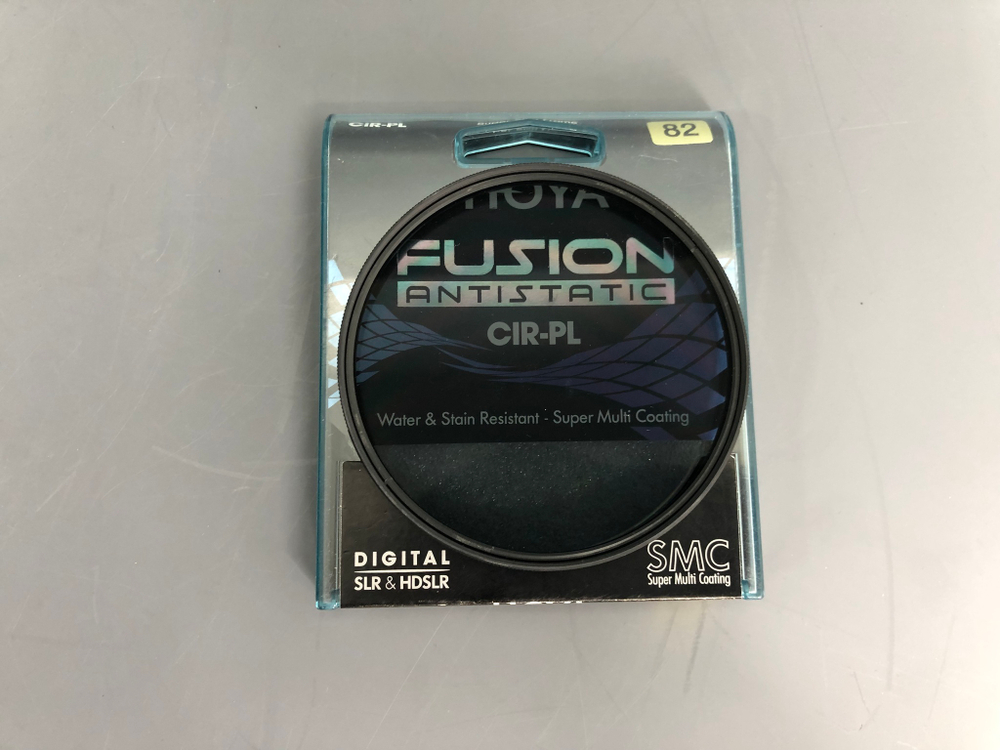 CIR-PL
82
HOYA
FUSION
ANTISTATIC
CIR-PL
Water & Stain Resistant - Super Multi Coating
DIGITAL
SLR & HDSLR
SMC
Super Multi Coating